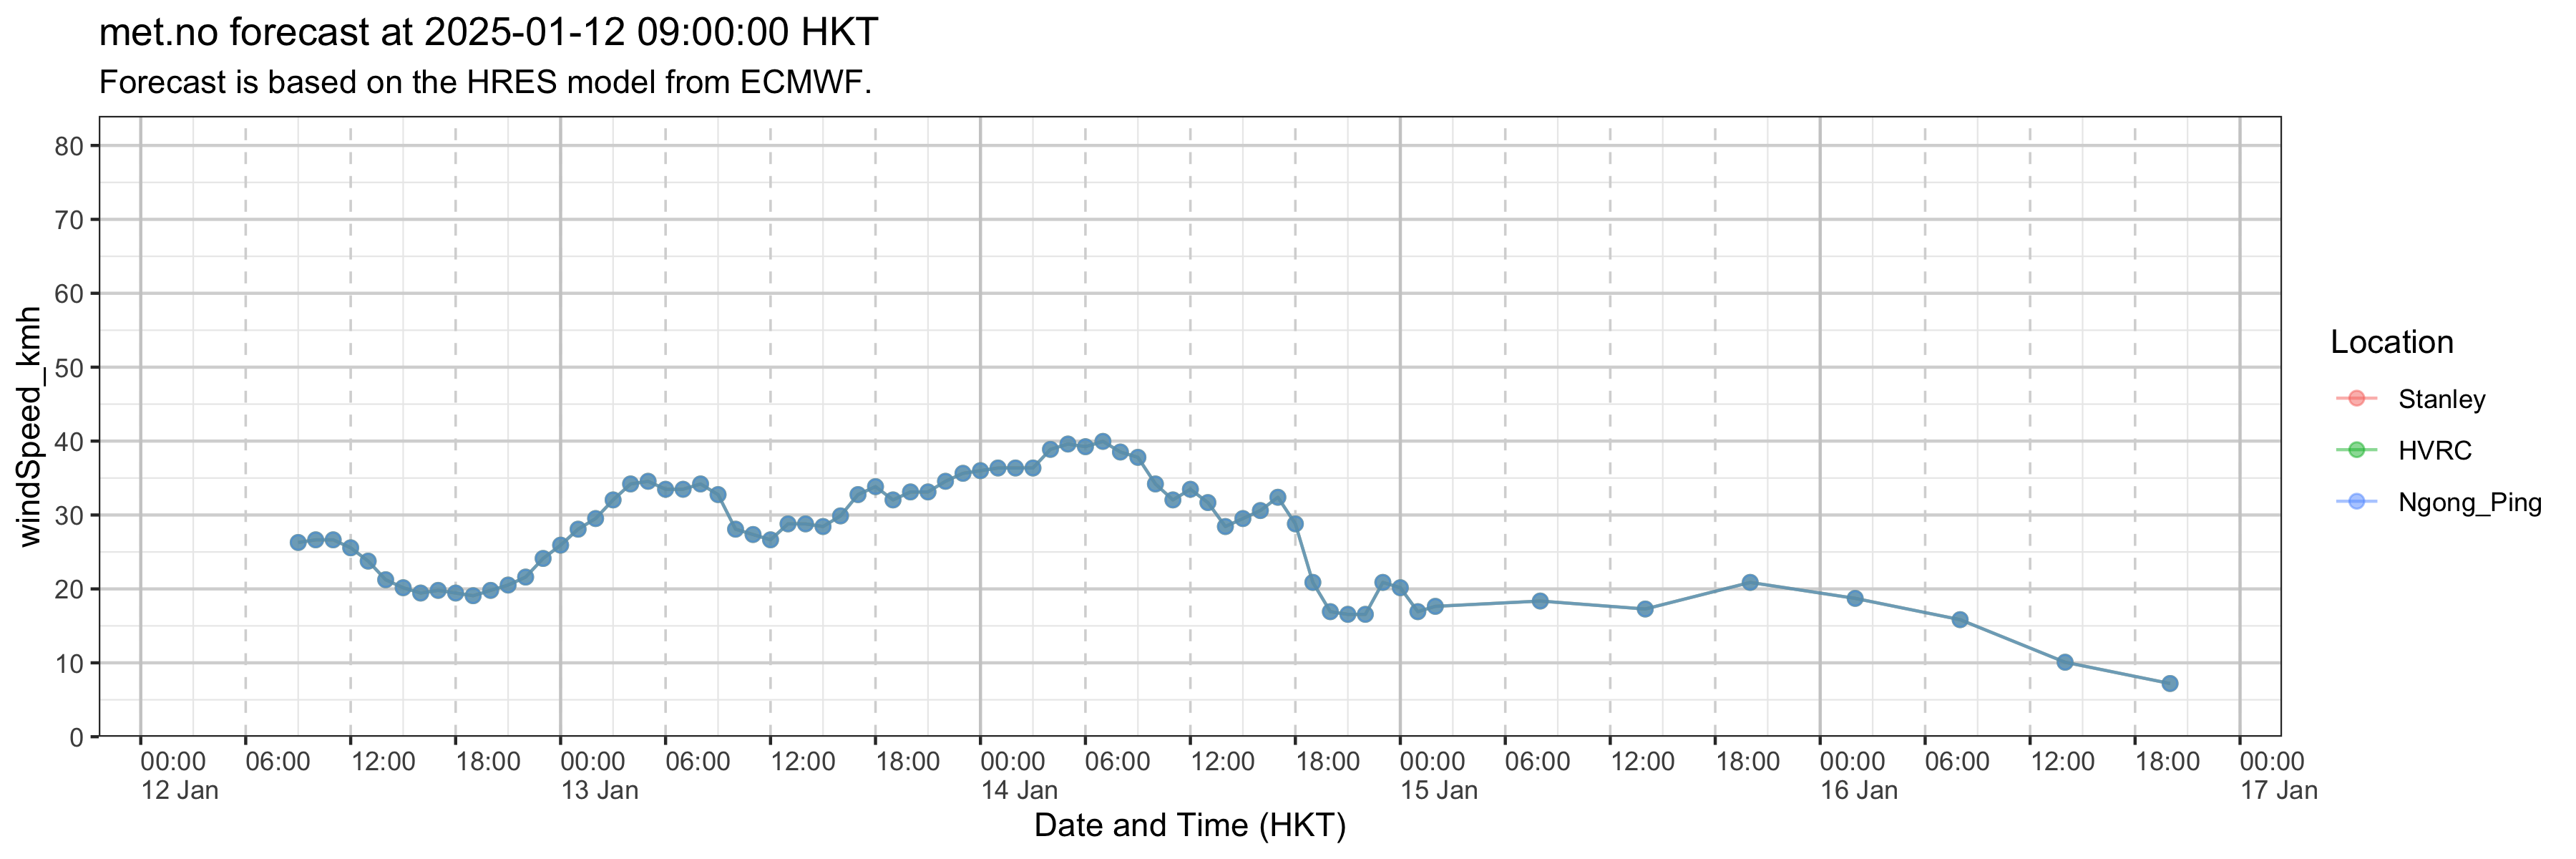 met.no forecast at 2025-01-12 09:00:00 HKT
Forecast is based on the HRES model from ECMWF.
windSpeed_kmh
80
70
60
50
40
30
20
10
0
00:00 06:00 12:00 18:00 00:00 06:00 12:00 18:00 00:00 06:00 12:00 18:00 00:00 06:00 12:00 18:00 00:00 06:00 12:00 18:00 00:00
12 Jan 13 Jan 14 Jan 15 Jan 16 Jan 17 Jan
Date and Time (HKT)
Location
Stanley
HVRC
Ngong_Ping